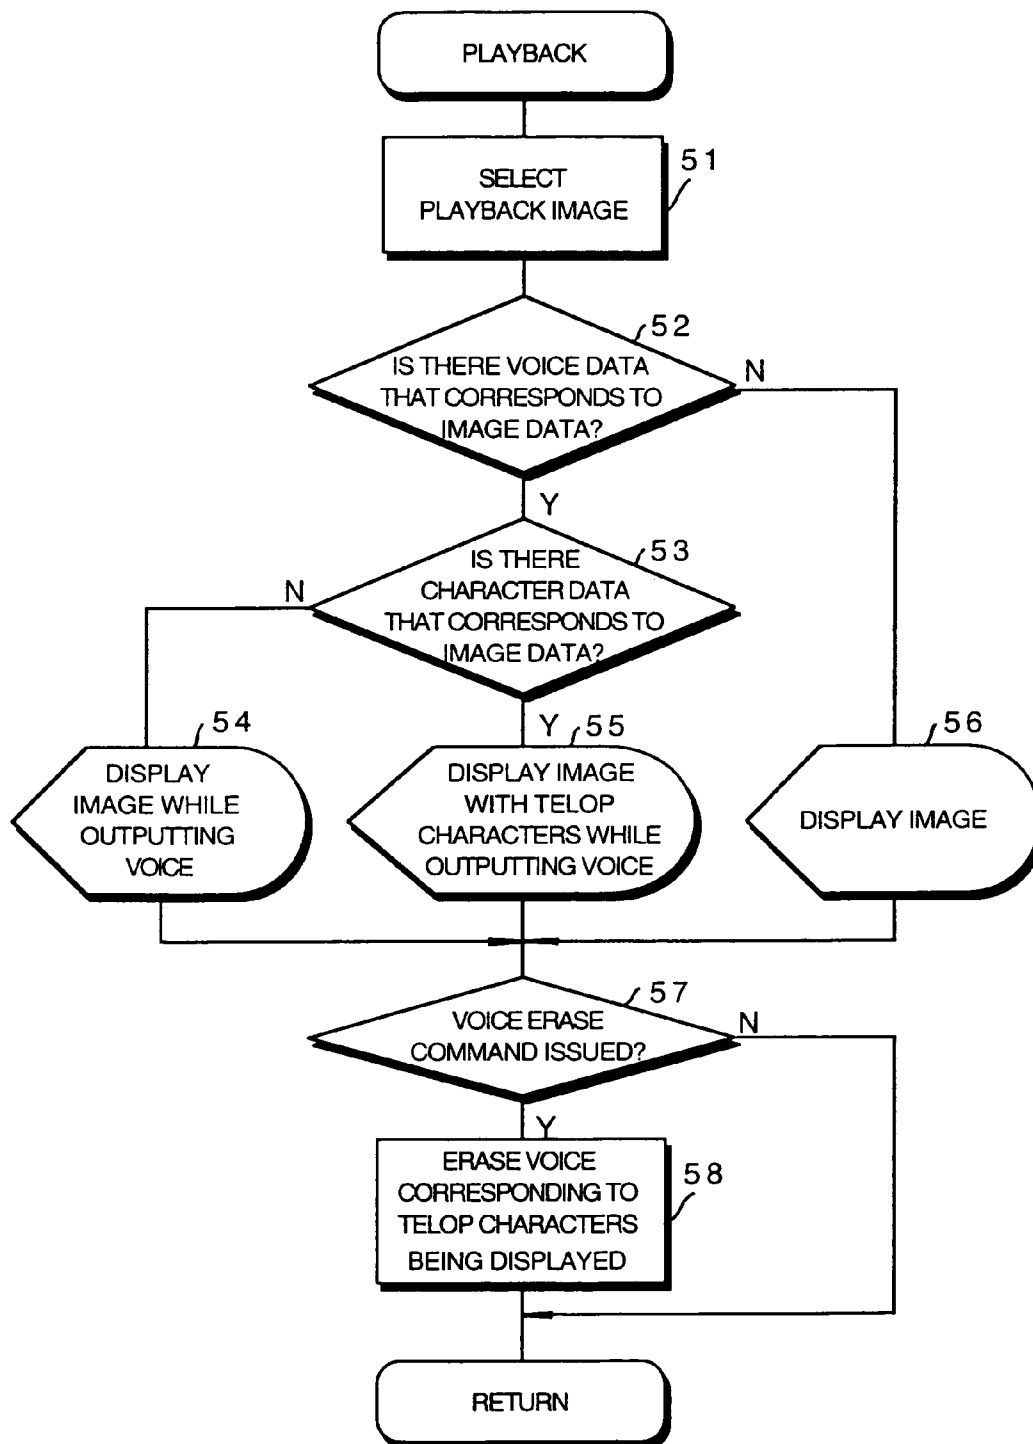 PLAYBACK
51
SELECT
PLAYBACK IMAGE
52
IS THERE VOICE DATA
THAT CORRESPONDS TO
IMAGE DATA?
N
Y
53
IS THERE
CHARACTER DATA
THAT CORRESPONDS TO
IMAGE DATA?
N
Y
54
DISPLAY
IMAGE WHILE
OUTPUTTING
VOICE
55
DISPLAY IMAGE
WITH TELOP
CHARACTERS WHILE
OUTPUTTING VOICE
56
DISPLAY IMAGE
57
VOICE ERASE
COMMAND ISSUED?
N
Y
58
ERASE VOICE
CORRESPONDING TO
TELOP CHARACTERS
BEING DISPLAYED
RETURN